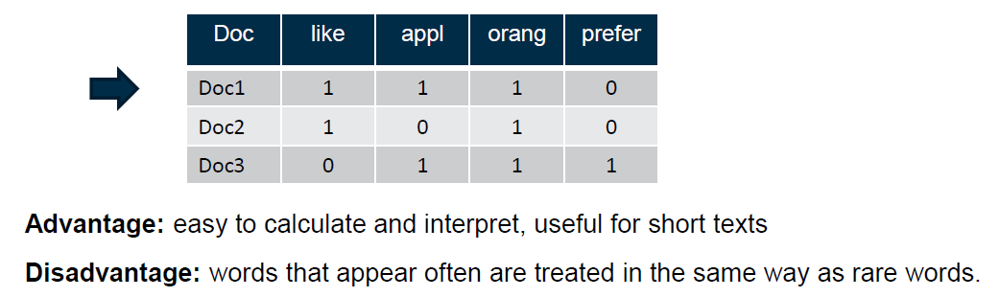 Doc like appl orang prefer
Doc1 1 1 1 0
Doc2 1 0 1 0
Doc3 0 1 1 1
Advantage: easy to calculate and interpret, useful for short texts
Disadvantage: words that appear often are treated in the same way as rare words.